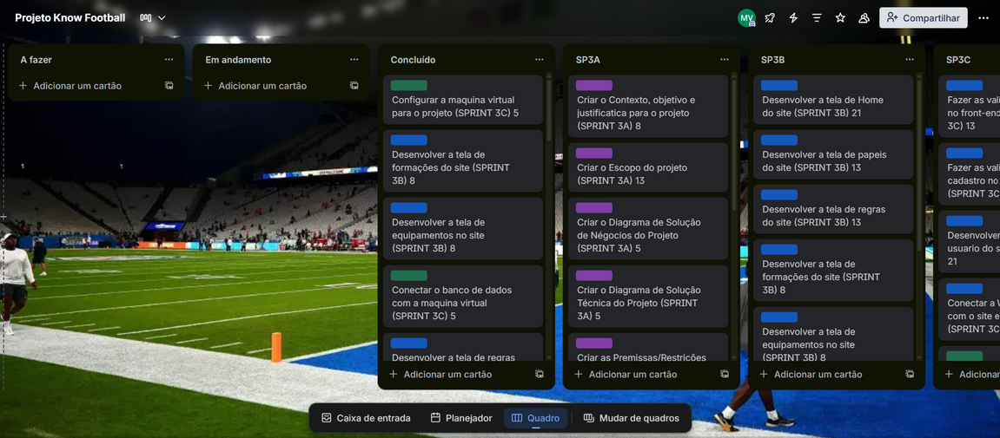 Projeto Know Football
MV
Compartilhar
A fazer
Adicionar um cartão
Em andamento
Adicionar um cartão
Concluído
Configurar a maquina virtual
para o projeto (SPRINT 3C) 5
Desenvolver a tela de
formações do site (SPRINT
3B) 8
Desenvolver a tela de
equipamentos no site
(SPRINT 3B) 8
Conectar o banco de dados
com a maquina virtual
(SPRINT 3C) 5
Desenvolver a tela de regras
Adicionar um cartão
SP3A
Criar o Contexto, objetivo e
justificatica para o projeto
(SPRINT 3A) 8
Criar o Escopo do projeto
(SPRINT 3A) 13
Criar o Diagrama de Solução
de Négocios do Projeto
(SPRINT 3A) 5
Criar o Diagrama de Solução
Técnica do Projeto (SPRINT
3A) 5
Criar as Premissas/Restrições
Adicionar um cartão
SP3B
Desenvolver a tela de Home
do site (SPRINT 3B) 21
Desenvolver a tela de papeis
do site (SPRINT 3B) 13
Desenvolver a tela de regras
do site (SPRINT 3B) 13
Desenvolver a tela de
formações do site (SPRINT
3B) 8
Desenvolver a tela de
equipamentos no site
(SPRINT 3B) 8
Adicionar um cartão
SP3C
Fazer as vali
no front-end
3C) 13
Fazer as vali
cadastro no
(SPRINT 3C
Desenvolver
usuario do s
21
Conectar a V
com o site e
(SPRINT 3C
Adicionar
Caixa de entrada
Planejador
Quadro
Mudar de quadros